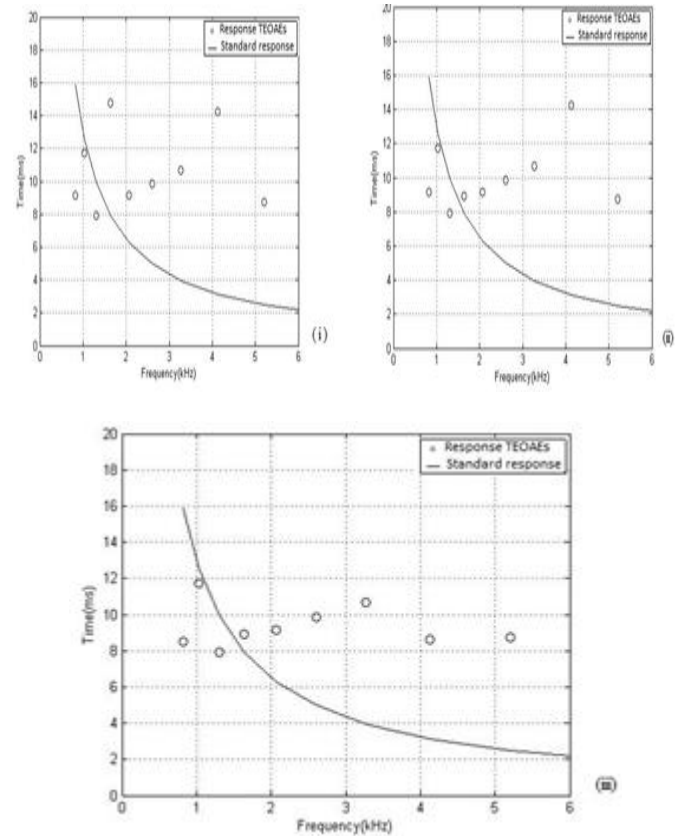 20
18
16
14
12
10
8
6
4
2
0
Time(ms)
Response TEOAEs
Standard response
0 1 2 3 4 5 6
Frequency(kHz)
(i)
20
18
16
14
12
10
8
6
4
2
0
Time(ms)
Response TEOAEs
Standard response
0 1 2 3 4 5 6
Frequency(kHz)
(ii)
20
18
16
14
12
10
8
6
4
2
0
Time(ms)
Response TEOAEs
Standard response
0 1 2 3 4 5 6
Frequency(kHz)
(iii)